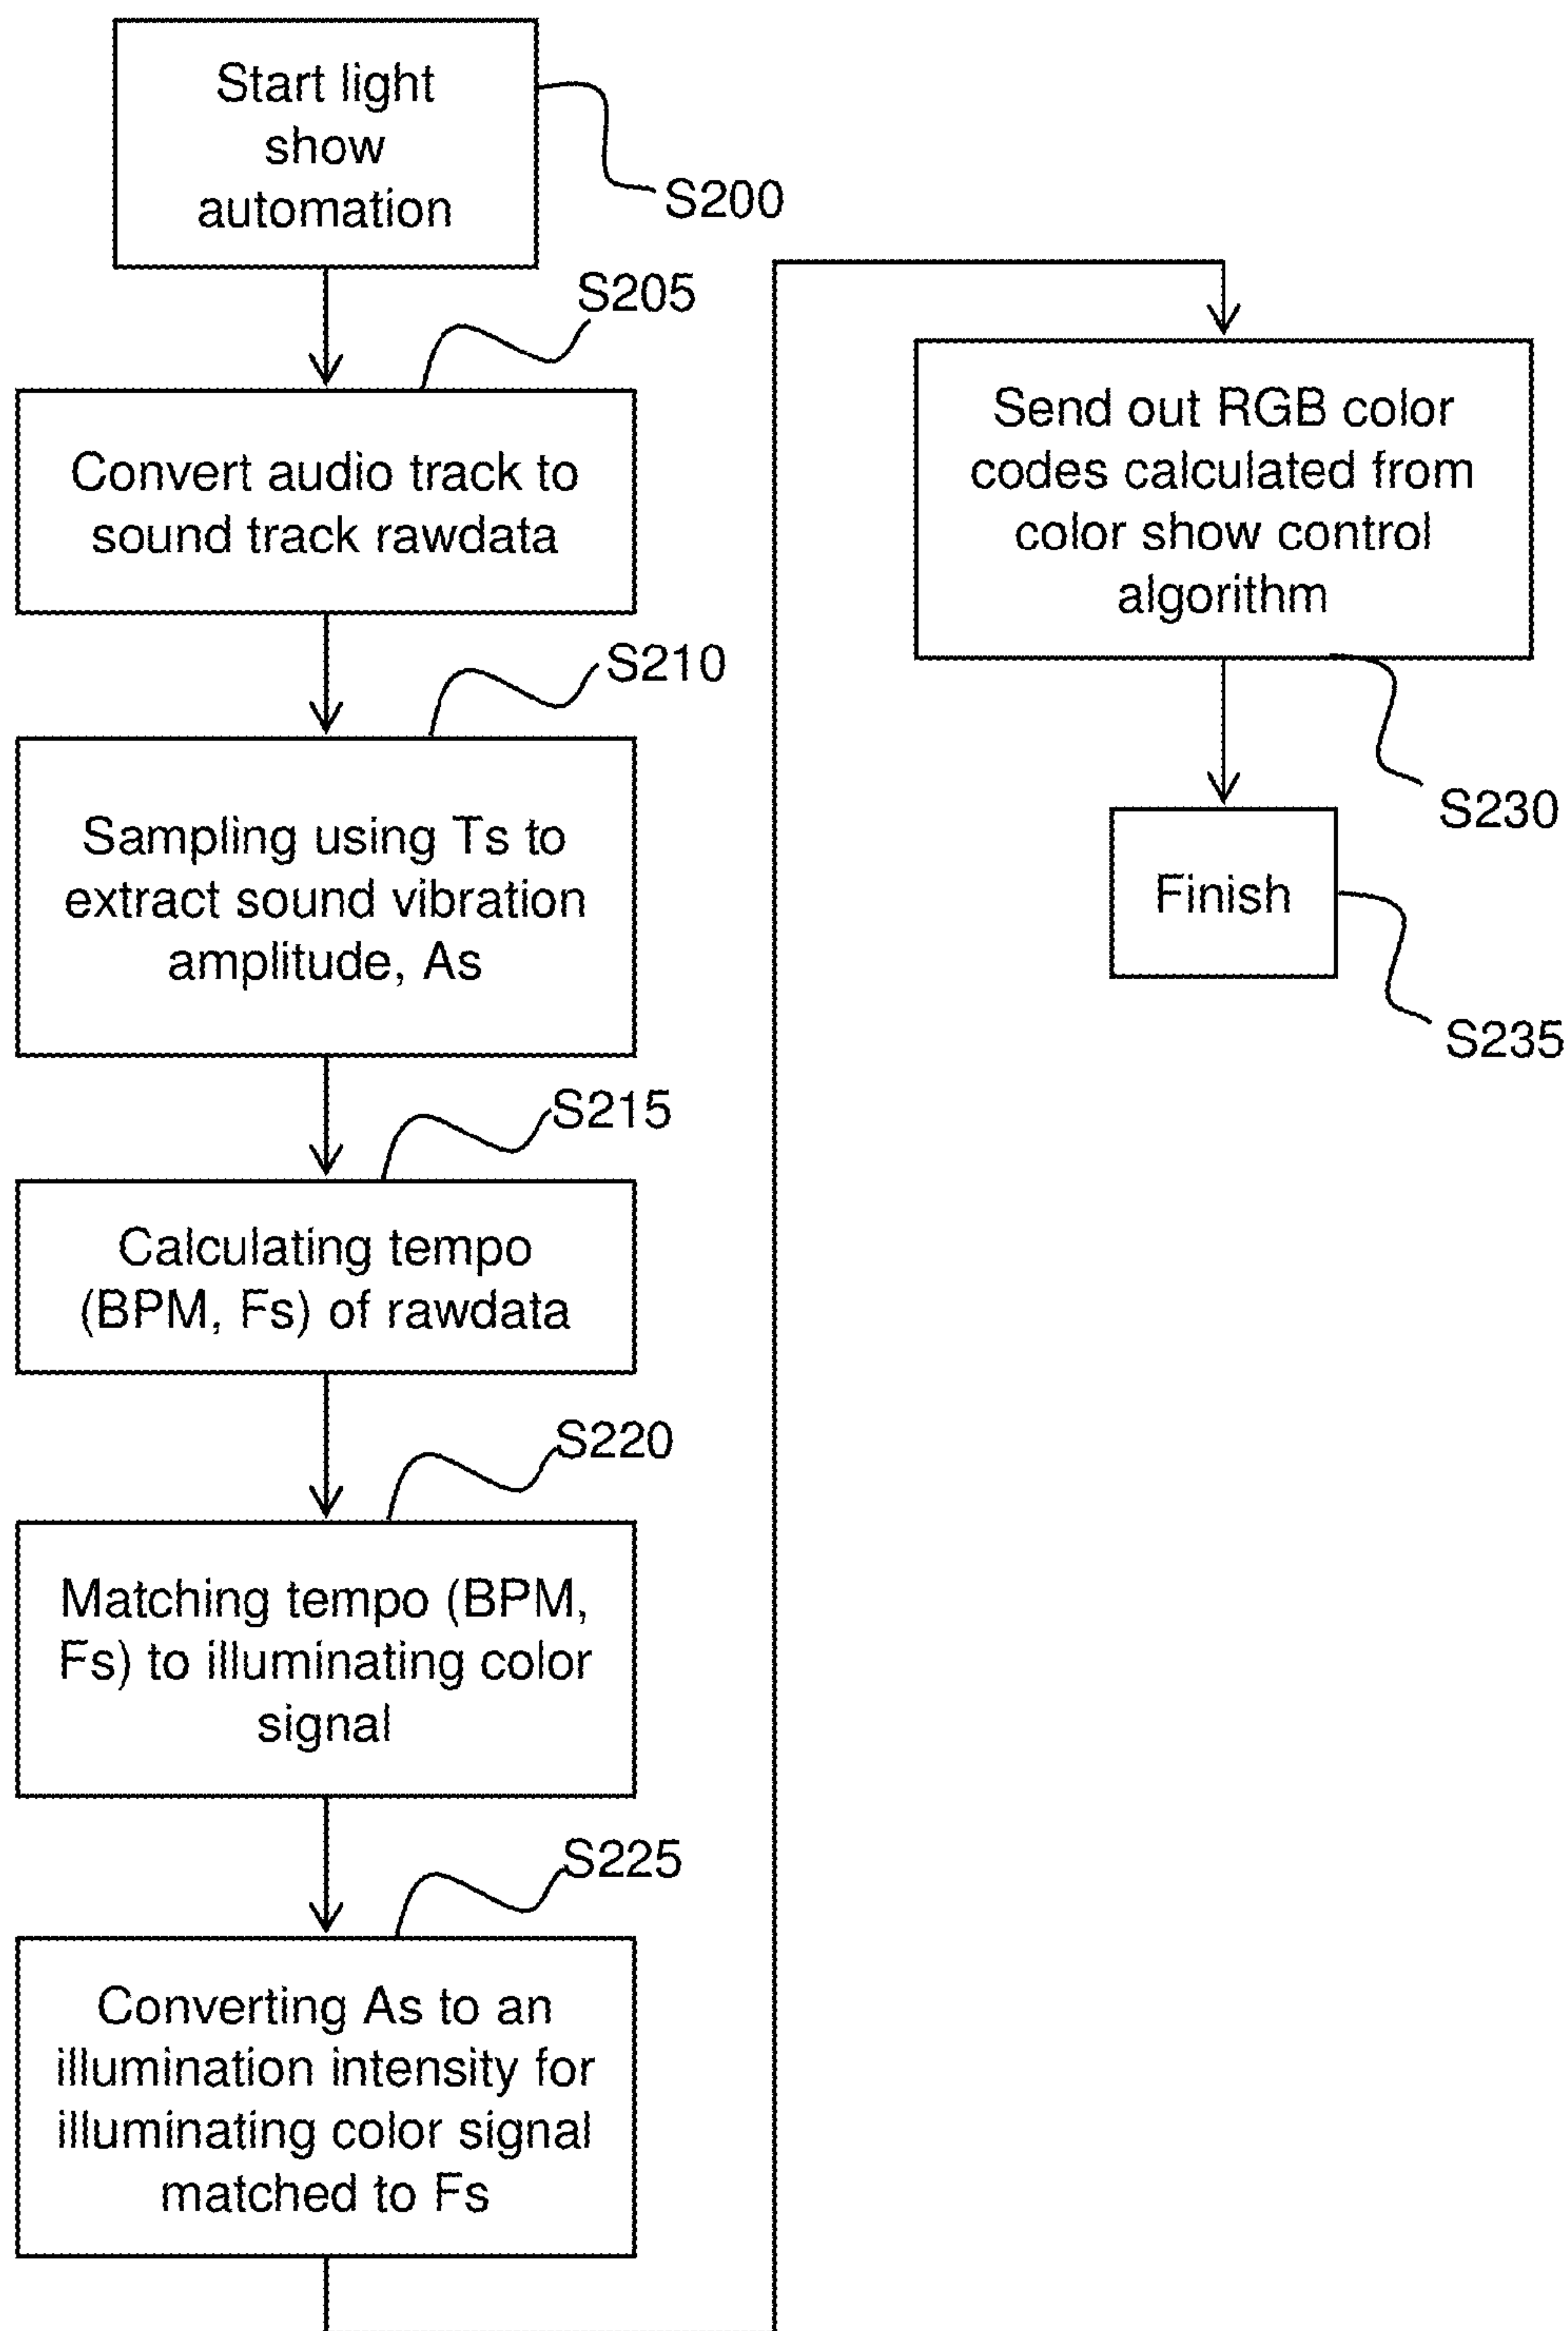 Start light
show
automation
S200
S205
Convert audio track to
sound track rawdata
S210
Sampling using Ts to
extract sound vibration
amplitude, As
S215
Calculating tempo
(BPM, Fs) of rawdata
S220
Matching tempo (BPM,
Fs) to illuminating color
signal
S225
Converting As to an
illumination intensity for
illuminating color signal
matched to Fs
Send out RGB color
codes calculated from
color show control
algorithm
S230
Finish
S235